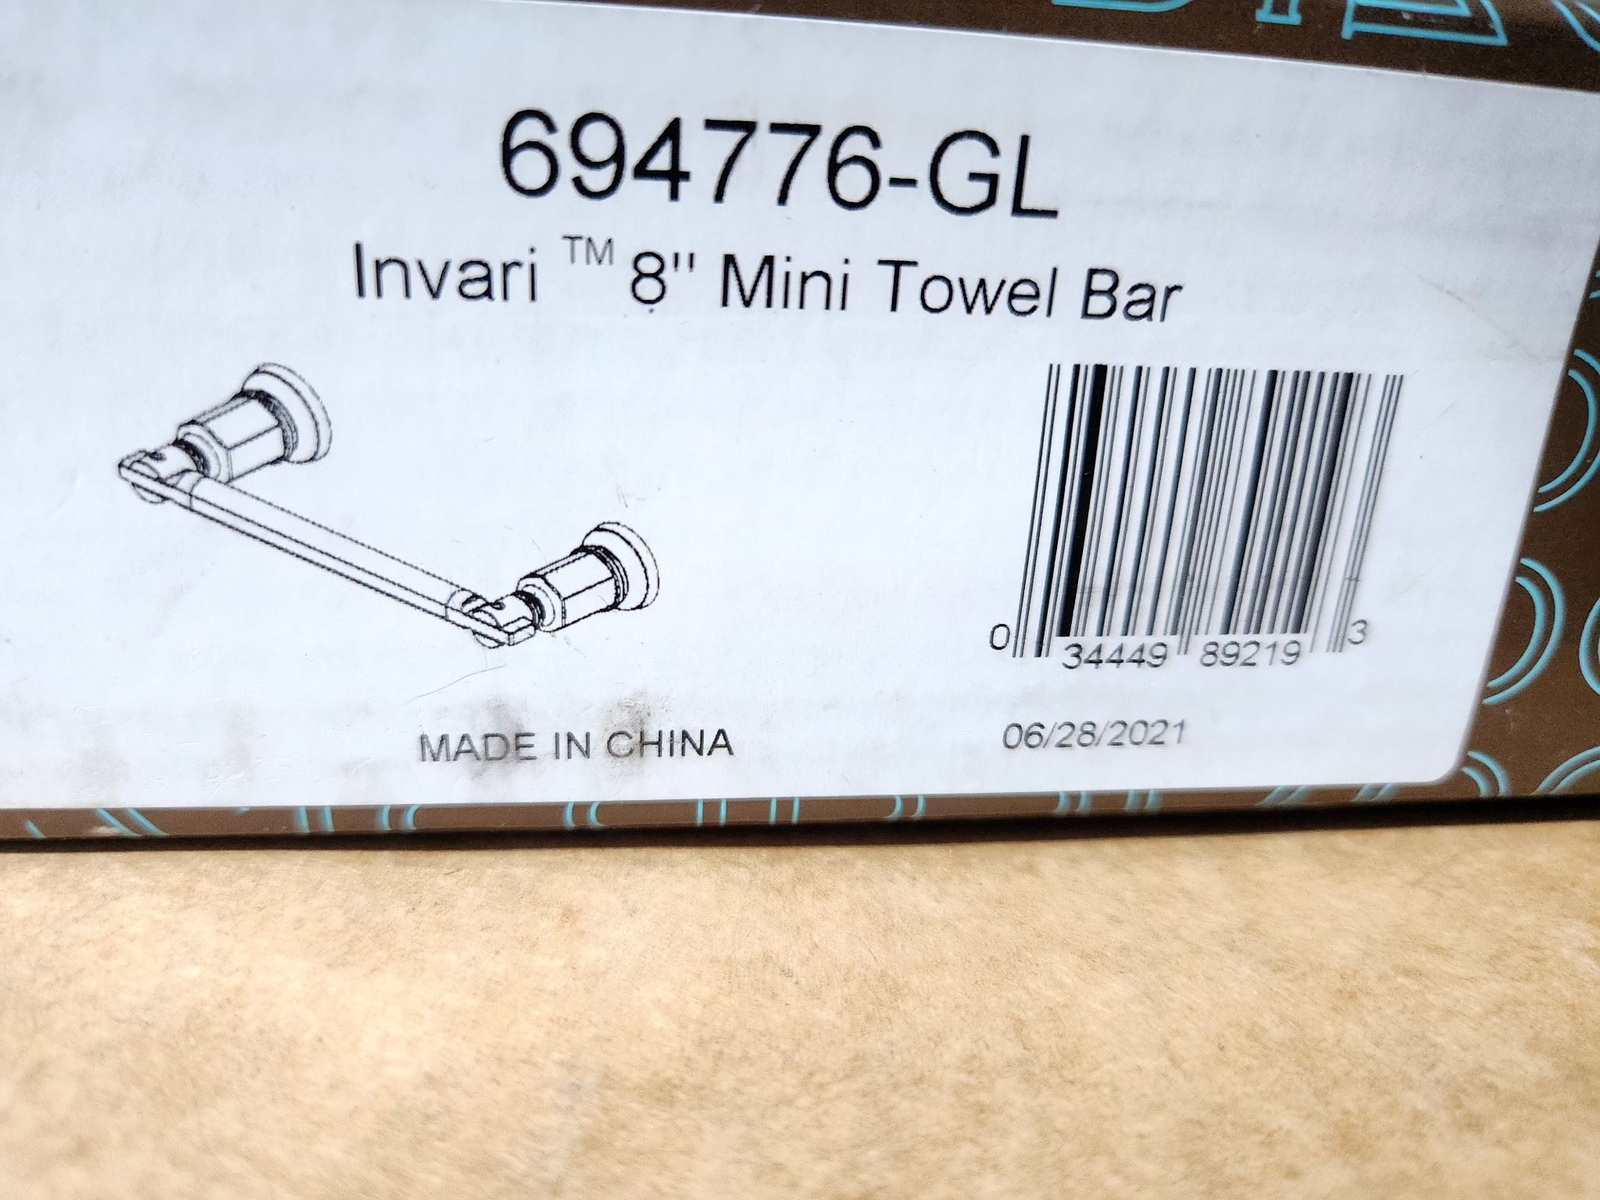 694776-GL
Invari ™ 8" Mini Towel Bar
0 34449 89219 3
MADE IN CHINA
06/28/2021